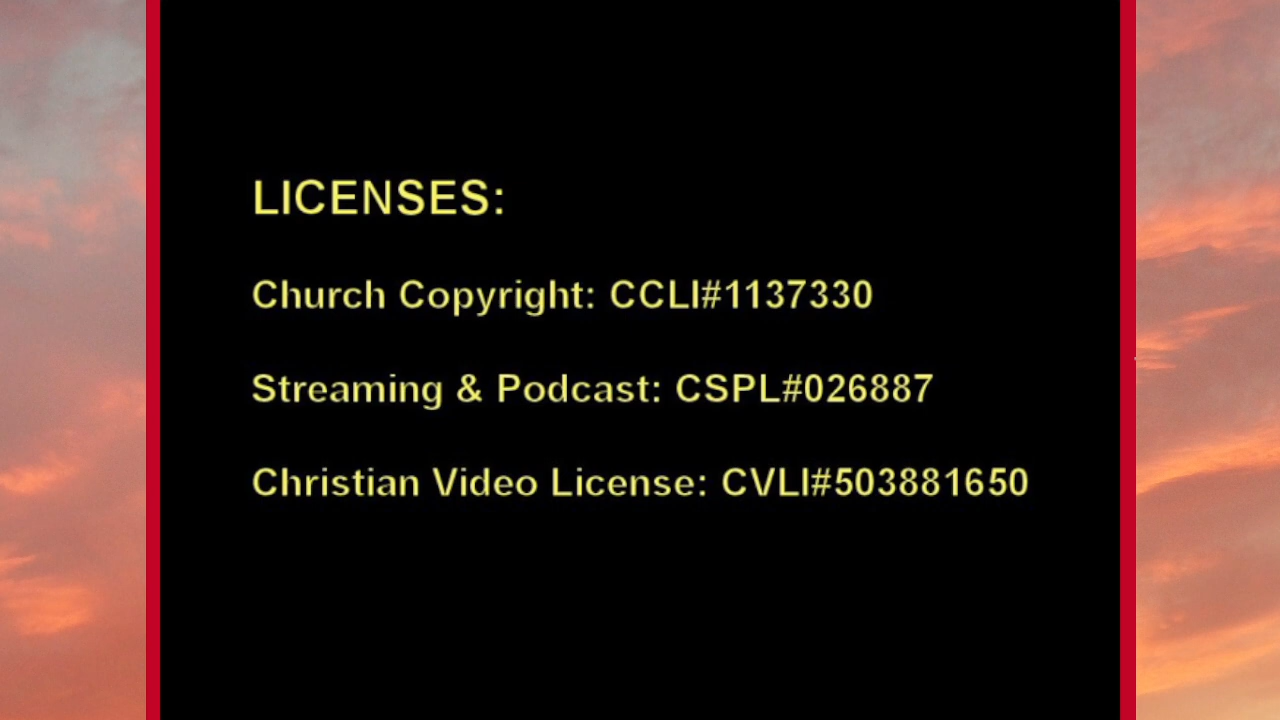 LICENSES:
Church Copyright: CCLI#1137330
Streaming & Podcast: CSPL#026887
Christian Video License: CVLI#503881650